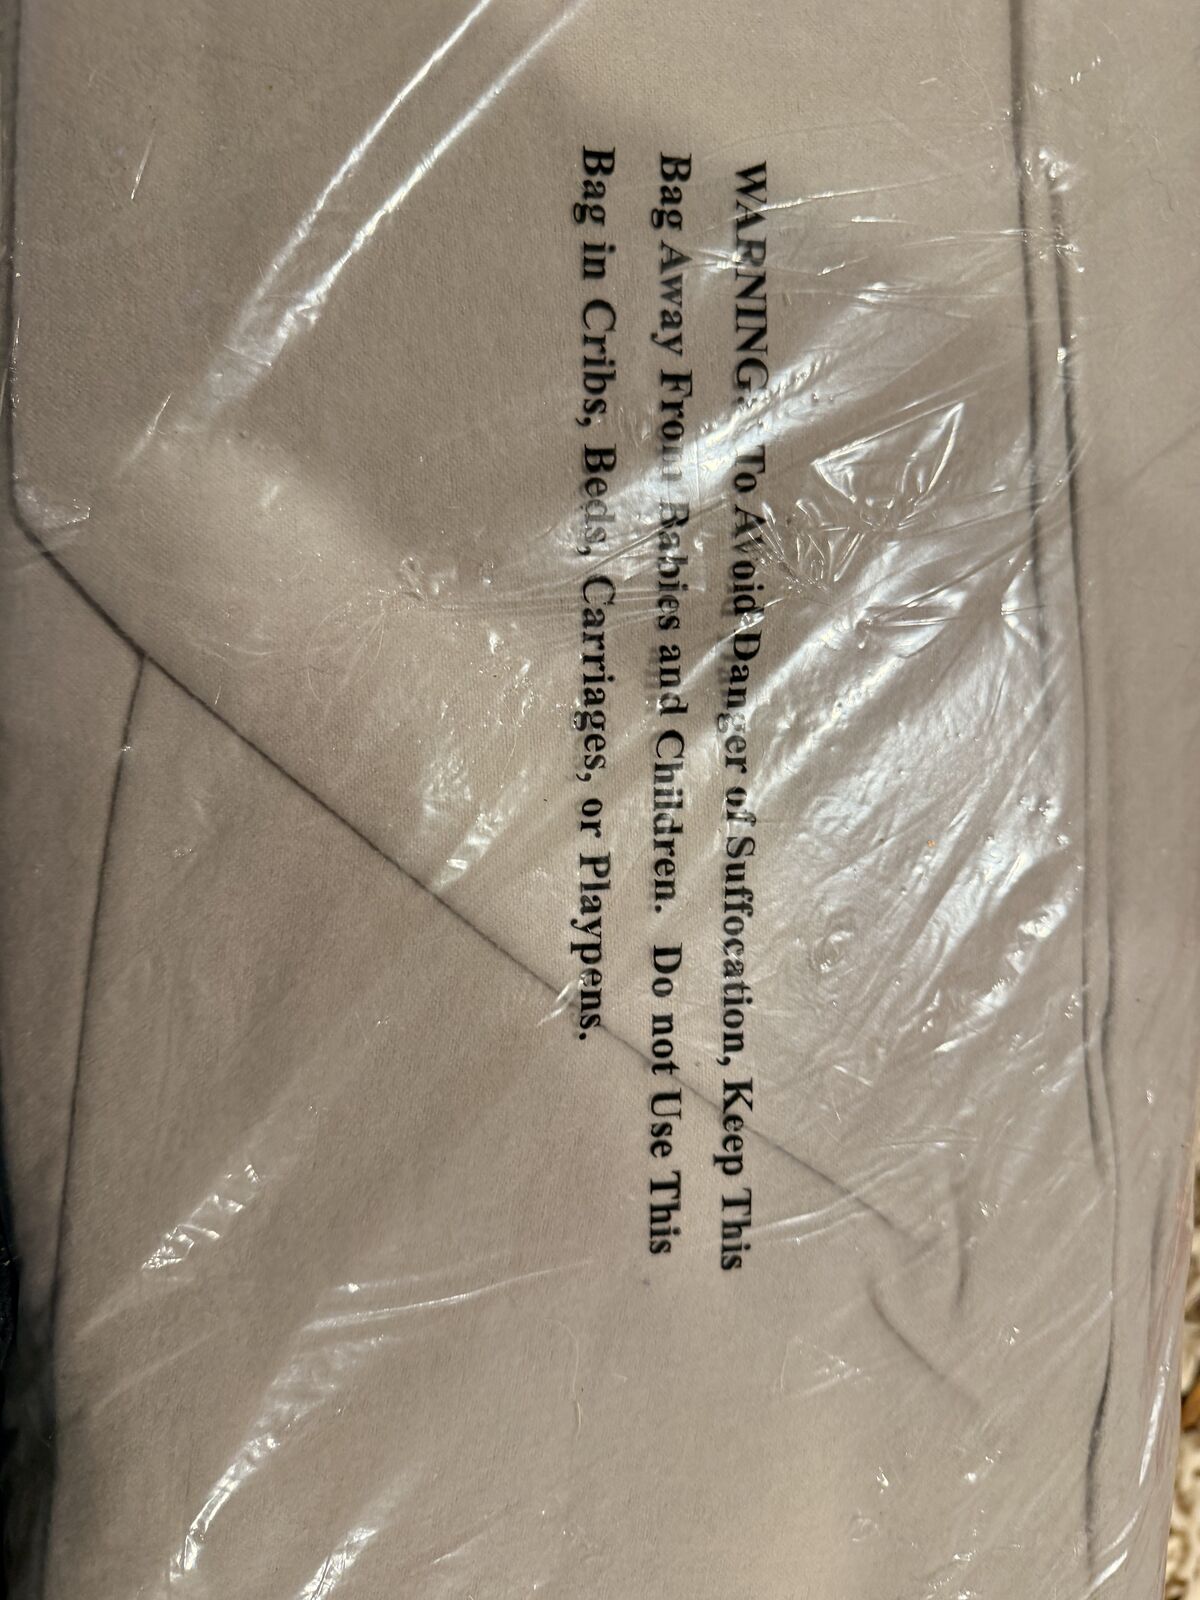 WARNING: To Avoid Danger of Suffocation, Keep This
Bag Away From Babies and Children. Do not Use This
Bag in Cribs, Beds, Carriages, or Playpens.